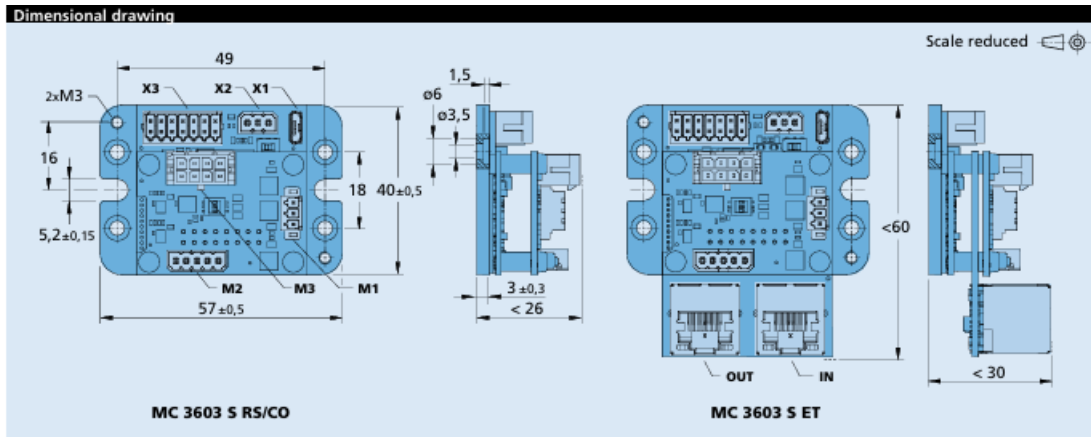 Dimensional drawing
Scale reduced
49
X3 X2 X1
2xM3
16
5,2±0,15
18
40±0,5
M2 M3 M1
57±0,5
1,5
ø6
ø3,5
3±0,3
< 26
<60
OUT IN
< 30
MC 3603 S RS/CO
MC 3603 S ET